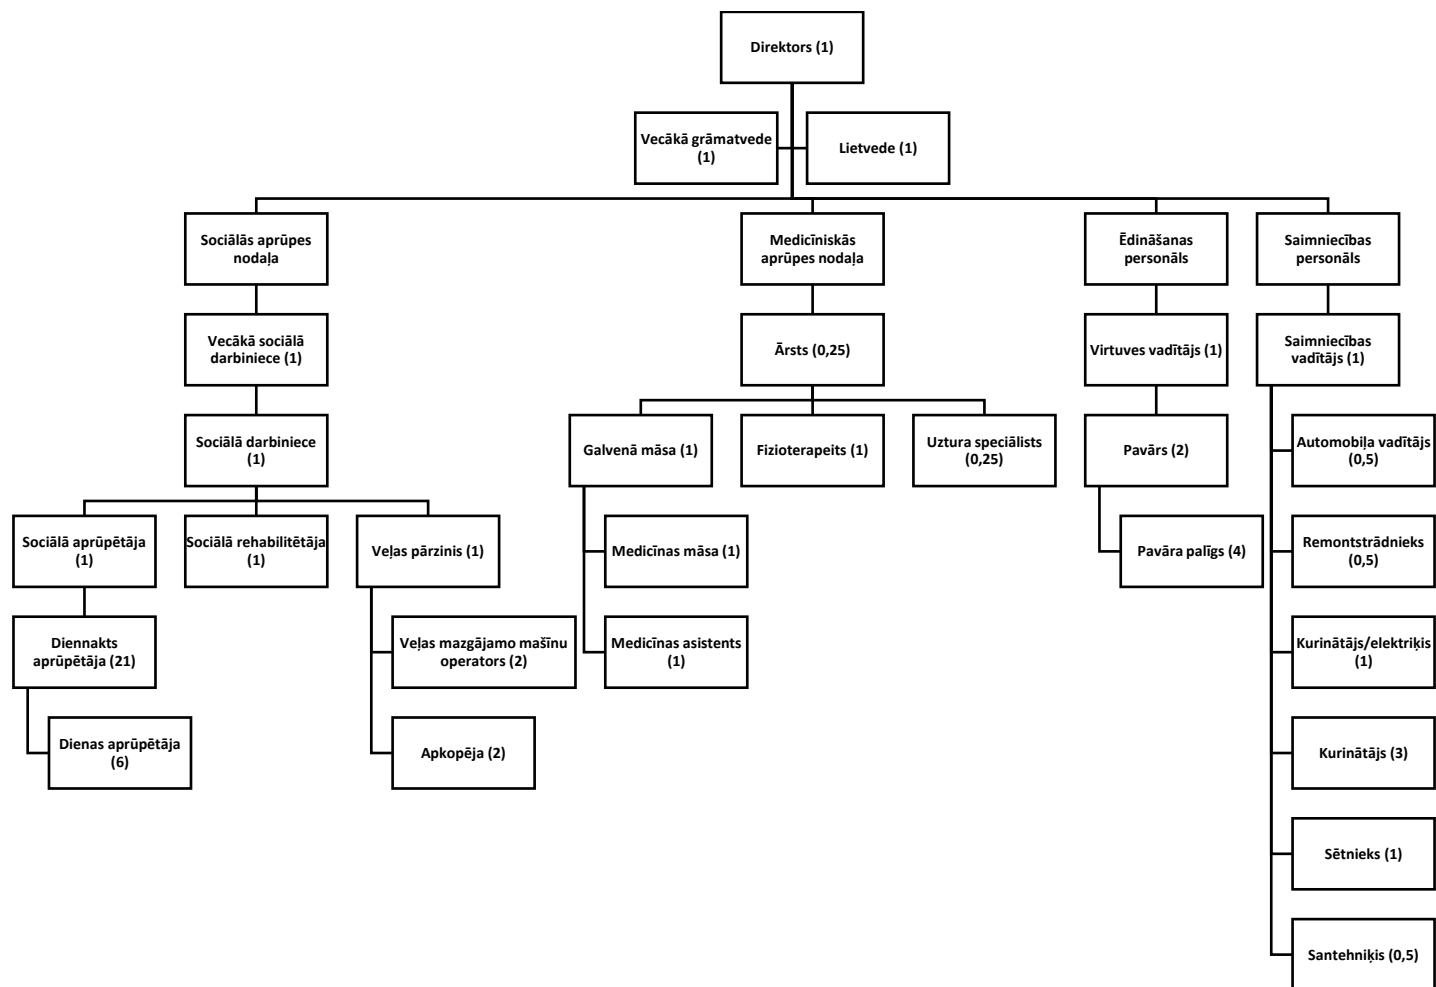 Direktors (1)
Vecākā grāmatvede
(1)
Lietvede (1)
Sociālās aprūpes
nodaļa
Medicīniskās
aprūpes nodaļa
Ēdināšanas
personāls
Saimniecības
personāls
Vecākā sociālā
darbiniece (1)
Ārsts (0,25)
Virtuves vadītājs (1)
Saimniecības
vadītājs (1)
Sociālā darbiniece
(1)
Galvenā māsa (1)
Fizioterapeits (1)
Uztura speciālists
(0,25)
Pavārs (2)
Automobiļa vadītājs
(0,5)
Sociālā aprūpētāja
(1)
Sociālā rehabilitētāja
(1)
Veļas pārzinis (1)
Medicīnas māsa (1)
Pavāra palīgs (4)
Remontstrādnieks
(0,5)
Diennakts
aprūpētāja (21)
Veļas mazgājamo mašīnu
operators (2)
Medicīnas asistents
(1)
Kurinātājs/elektriķis
(1)
Dienas aprūpētāja
(6)
Apkopēja (2)
Kurinātājs (3)
Sētnieks (1)
Santehniķis (0,5)